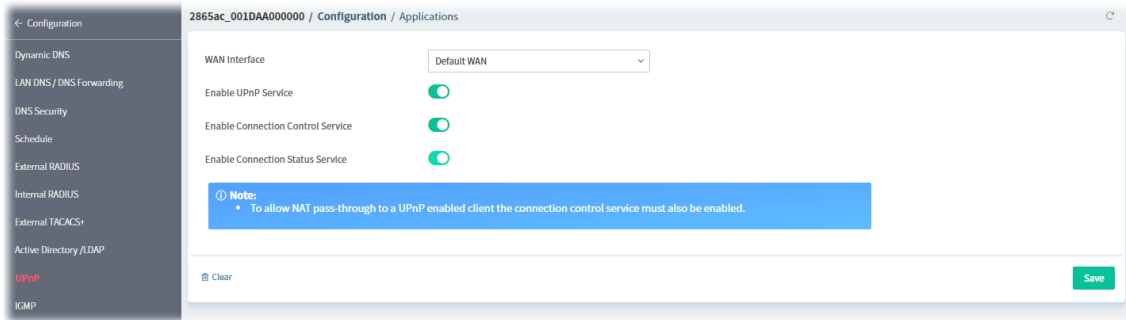 ← Configuration
2865ac_001DAA000000 / Configuration / Applications
Dynamic DNS
LAN DNS / DNS Forwarding
DNS Security
Schedule
External RADIUS
Internal RADIUS
External TACACS+
Active Directory /LDAP
UPnP
IGMP
WAN Interface
Default WAN
Enable UPnP Service
Enable Connection Control Service
Enable Connection Status Service
Note:
• To allow NAT pass-through to a UPnP enabled client the connection control service must also be enabled.
Clear
Save